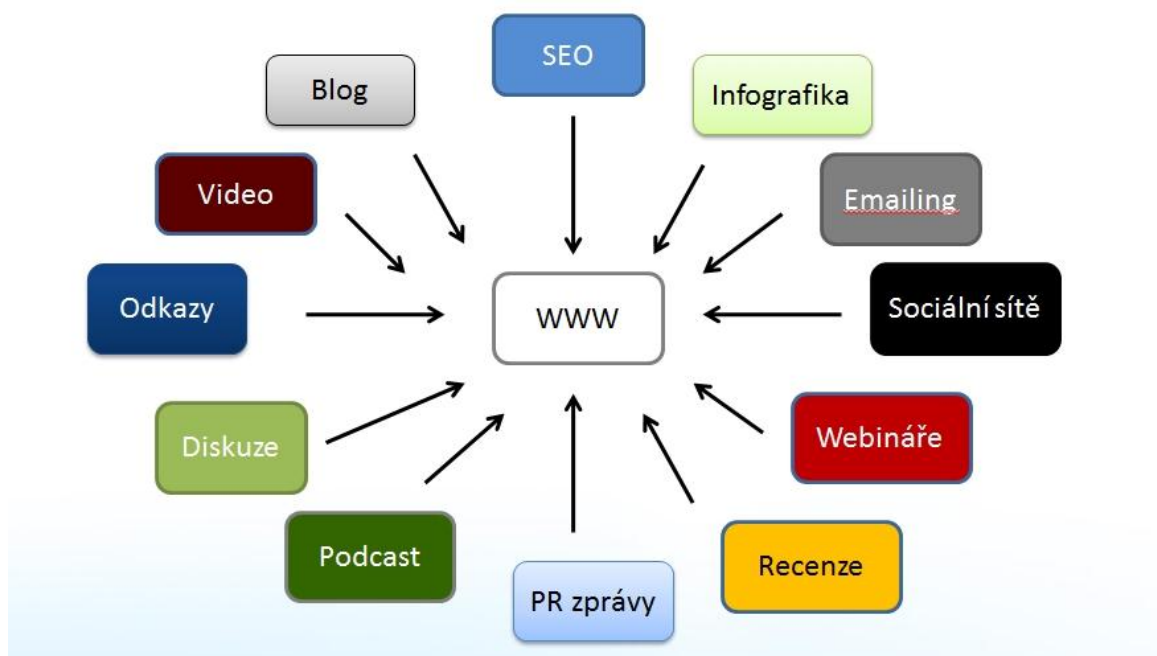 SEO
Blog
Infografika
Video
Emailing
Odkazy
WWW
Sociální sítě
Diskuze
Webináře
Podcast
PR zprávy
Recenze